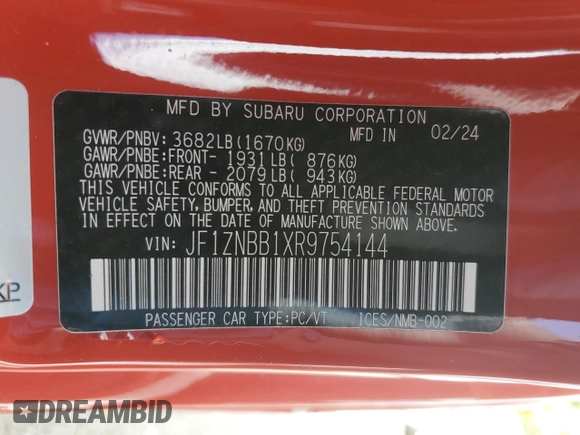 MFD BY SUBARU CORPORATION
GVWR/PNBV: 3682LB(1670KG) MFD IN 02/24
GAWR/PNBE:FRONT- 1931LB( 876KG)
GAWR/PNBE:REAR - 2079LB( 943KG)
THIS VEHICLE CONFORMS TO ALL APPLICABLE FEDERAL MOTOR
VEHICLE SAFETY, BUMPER, AND THEFT PREVENTION STANDARDS
IN EFFECT ON THE DATE OF MANUFACTURE SHOWN ABOVE.
VIN: JF1ZNBB1XR9754144
PASSENGER CAR TYPE:PC/VT ICES/NMB-002
KP
DREAMBID